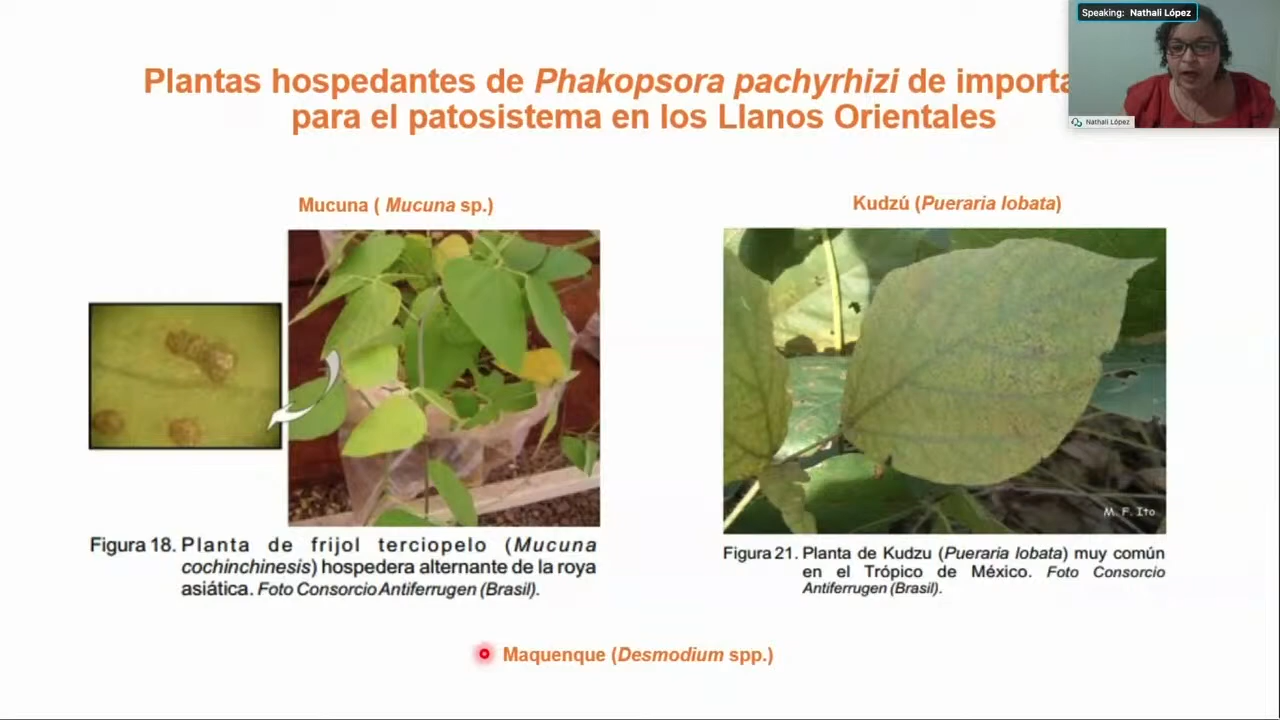 Speaking: Nathali López
Nathali López
Plantas hospedantes de Phakopsora pachyrhizi de importa
para el patosistema en los Llanos Orientales
Mucuna ( Mucuna sp.)
Kudzú (Pueraria lobata)
M. F. Ito
Figura 18. Planta de frijol terciopelo (Mucuna
cochinchinesis) hospedera alternante de la roya
asiática. Foto Consorcio Antiferrugen (Brasil).
Figura 21. Planta de Kudzu (Pueraria lobata) muy común
en el Trópico de México. Foto Consorcio
Antiferrugen (Brasil).
Maquenque (Desmodium spp.)